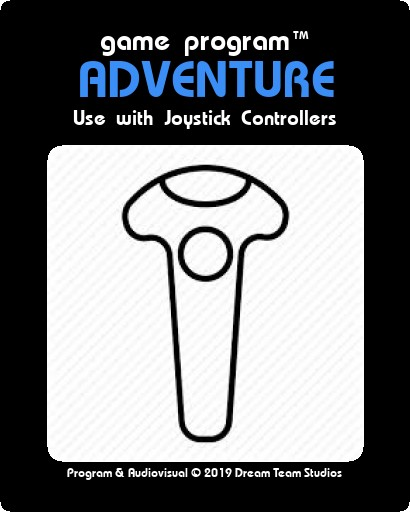 game program™
ADVENTURE
Use with Joystick Controllers
Program & Audiovisual © 2019 Dream Team Studios